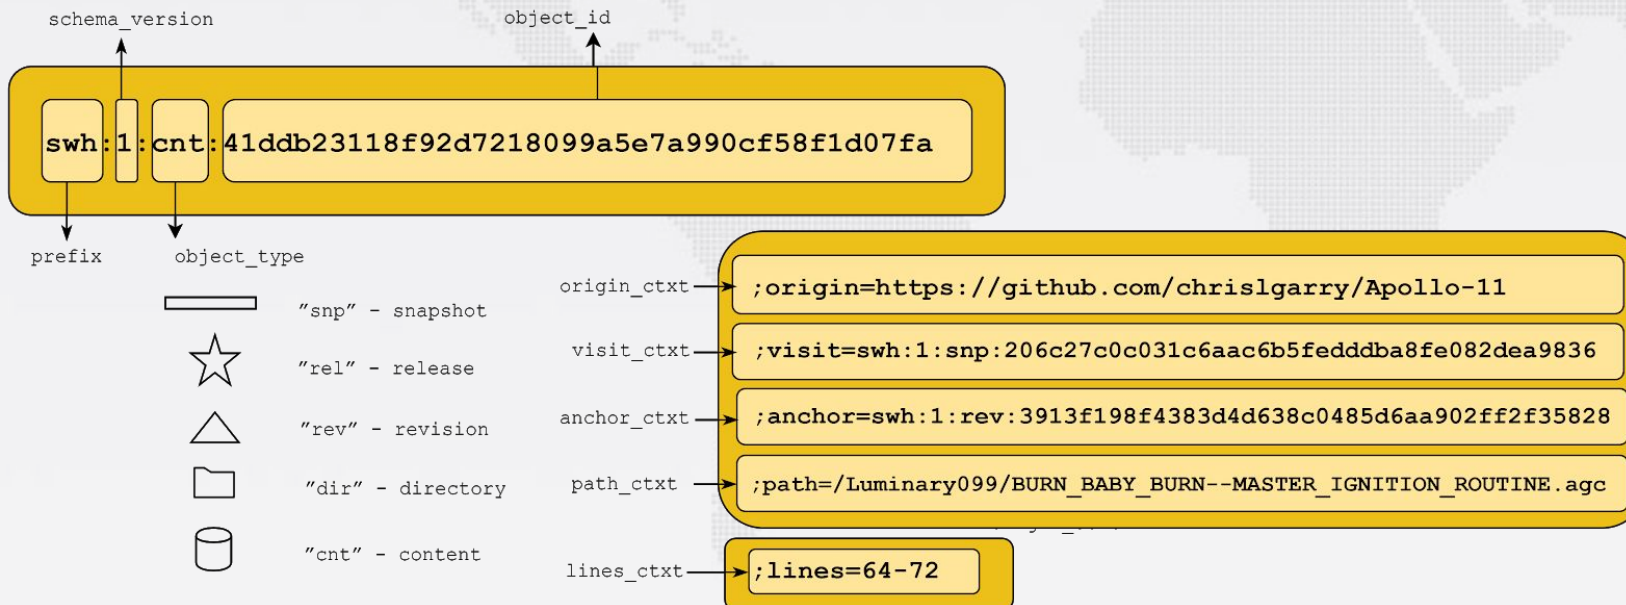 schema_version
object_id
swh:1:cnt:41ddb23118f92d7218099a5e7a990cf58f1d07fa
prefix
object_type
"snp" - snapshot
"rel" - release
"rev" - revision
"dir" - directory
"cnt" - content
origin_ctxt
;origin=https://github.com/chrislgarry/Apollo-11
visit_ctxt
;visit=swh:1:snp:206c27c0c031c6aac6b5fedddba8fe082dea9836
anchor_ctxt
;anchor=swh:1:rev:3913f198f4383d4d638c0485d6aa902ff2f35828
path_ctxt
;path=/Luminary099/BURN_BABY_BURN--MASTER_IGNITION_ROUTINE.agc
lines_ctxt
;lines=64-72